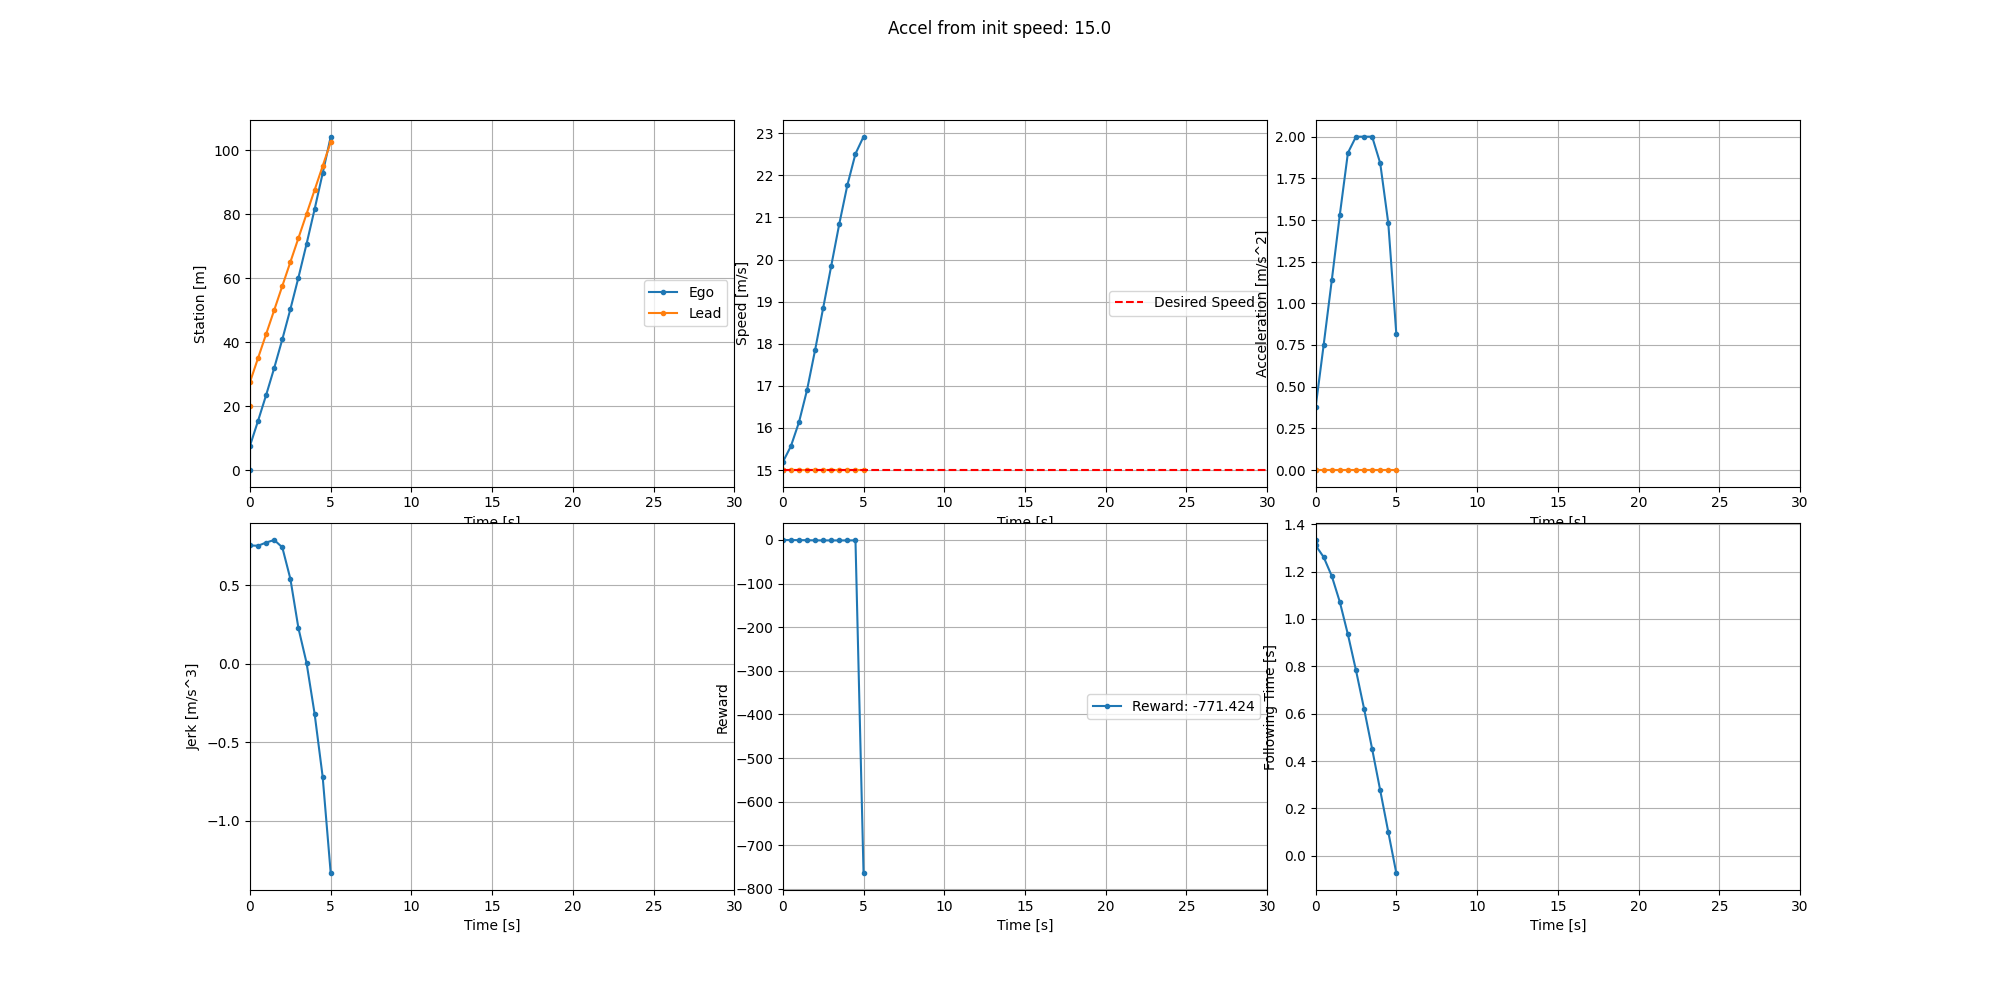 Accel from init speed: 15.0
Station [m]
100
80
60
40
20
0
Ego
Lead
0 5 10 15 20 25 30
Time [s]
Speed [m/s]
23
22
21
20
19
18
17
16
15
Desired Speed
0 5 10 15 20 25 30
Time [s]
Acceleration [m/s^2]
2.00
1.75
1.50
1.25
1.00
0.75
0.50
0.25
0.00
0 5 10 15 20 25 30
Time [s]
Jerk [m/s^3]
0.5
0.0
−0.5
−1.0
0 5 10 15 20 25 30
Time [s]
Reward
0
−100
−200
−300
−400
−500
−600
−700
−800
Reward: -771.424
0 5 10 15 20 25 30
Time [s]
Following Time [s]
1.4
1.2
1.0
0.8
0.6
0.4
0.2
0.0
0 5 10 15 20 25 30
Time [s]